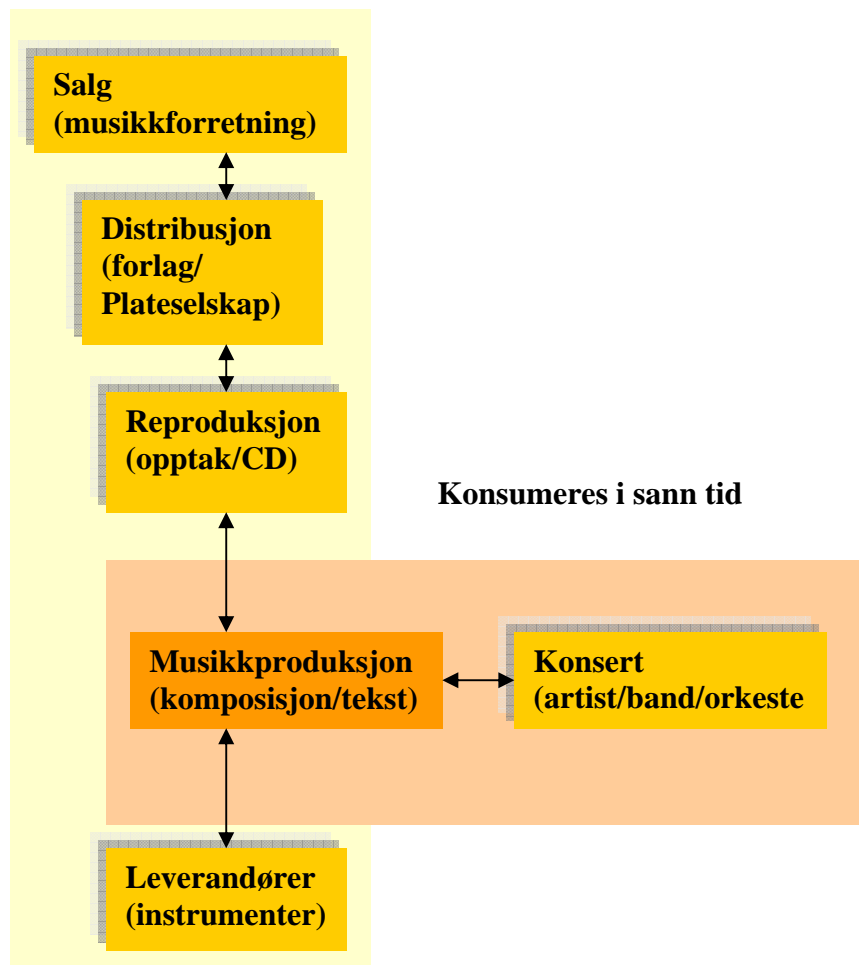 Salg
(musikkforretning)
Distribusjon
(forlag/
Plateselskap)
Reproduksjon
(opptak/CD)
Konsumeres i sann tid
Musikkproduksjon
(komposisjon/tekst)
Konsert
(artist/band/orkeste
Leverandører
(instrumenter)